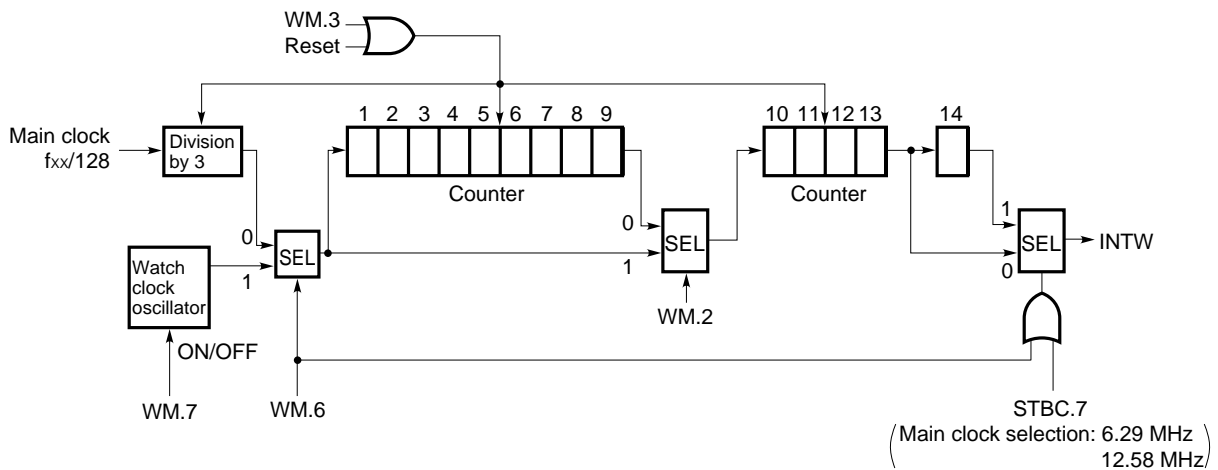 WM.3
Reset
1 2 3 4 5 6 7 8 9
10 11 12 13
14
Main clock
fxx/128
Division
by 3
Counter
Counter
0
SEL
1
0
SEL
1
1
SEL
0
INTW
Watch
clock
oscillator
ON/OFF
WM.2
WM.7
WM.6
STBC.7
(Main clock selection: 6.29 MHz
12.58 MHz)